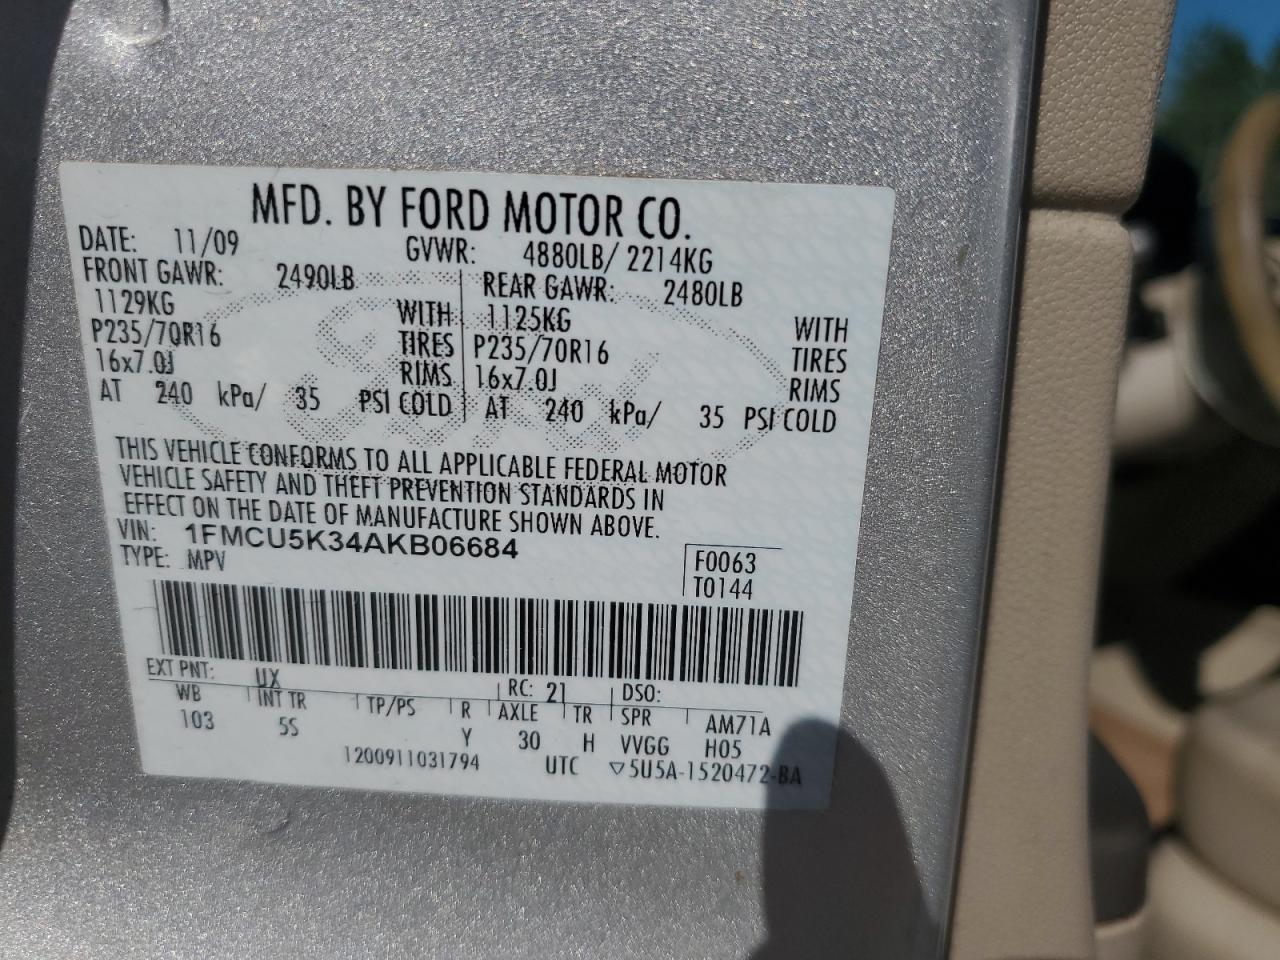 MFD. BY FORD MOTOR CO.
DATE: 11/09 GVWR: 4880LB/ 2214KG
FRONT GAWR: 2490LB REAR GAWR: 2480LB
1129KG WITH 1125KG WITH
P235/70R16 TIRES P235/70R16 TIRES
16x7.0J RIMS 16x7.0J RIMS
AT 240 kPa/ 35 PSI COLD AT 240 kPa/ 35 PSI COLD
THIS VEHICLE CONFORMS TO ALL APPLICABLE FEDERAL MOTOR
VEHICLE SAFETY AND THEFT PREVENTION STANDARDS IN
EFFECT ON THE DATE OF MANUFACTURE SHOWN ABOVE.
VIN: 1FMCU5K34AKB06684
TYPE: MPV F0063
T0144
EXT PNT: UX RC: 21 DSO:
WB INT TR TP/PS R AXLE TR SPR AM71A
103 5S Y 30 H VVGG H05
1200911031794 UTC ▽5U5A-1520472-BA